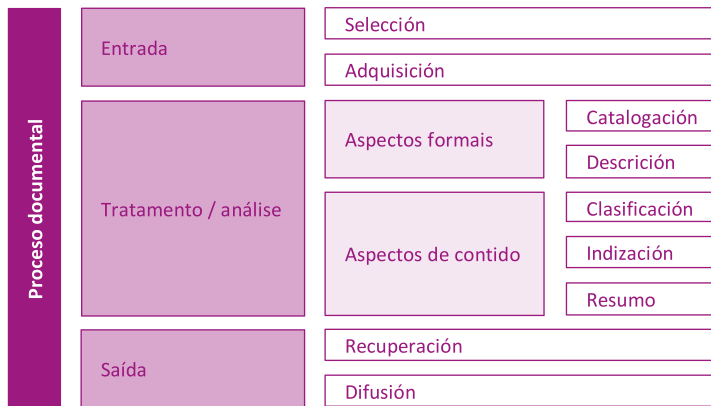 Proceso documental
Entrada
Selección
Adquisición
Tratamento / análise
Aspectos formais
Catalogación
Descrición
Aspectos de contido
Clasificación
Indización
Resumo
Saída
Recuperación
Difusión